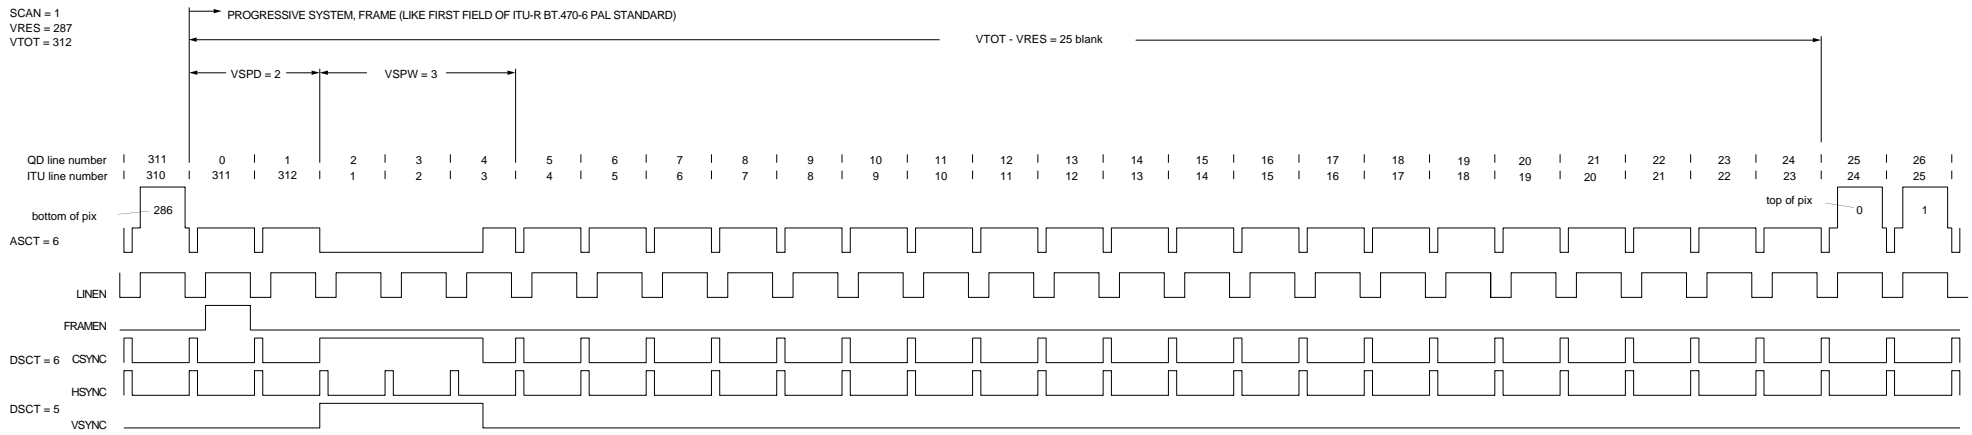 SCAN = 1
PROGRESSIVE SYSTEM, FRAME (LIKE FIRST FIELD OF ITU-R BT.470-6 PAL STANDARD)
VRES = 287
VTOT = 312
VTOT - VRES = 25 blank
VSPD = 2 VSPW = 3
QD line number 311 0 1 2 3 4 5 6 7 8 9 10 11 12 13 14 15 16 17 18 19 20 21 22 23 24 25 26
ITU line number 310 311 312 1 2 3 4 5 6 7 8 9 10 11 12 13 14 15 16 17 18 19 20 21 22 23 24 25
bottom of pix 286 top of pix 0 1
ASCT = 6
LINEN
FRAMEN
DSCT = 6 CSYNC
HSYNC
DSCT = 5
VSYNC